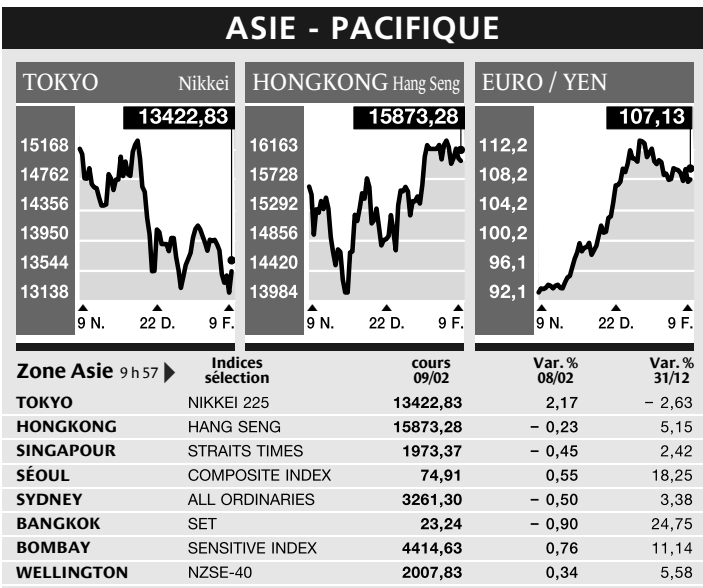 ASIE - PACIFIQUE
TOKYO Nikkei
13422,83
15168
14762
14356
13950
13544
13138
9 N. 22 D. 9 F.
HONGKONG Hang Seng
15873,28
16163
15728
15292
14856
14420
13984
9 N. 22 D. 9 F.
EURO / YEN
107,13
112,2
108,2
104,2
100,2
96,1
92,1
9 N. 22 D. 9 F.
Zone Asie 9 h 57 Indices sélection cours 09/02 Var. % 08/02 Var. % 31/12
TOKYO NIKKEI 225 13422,83 2,17 – 2,63
HONGKONG HANG SENG 15873,28 – 0,23 5,15
SINGAPOUR STRAITS TIMES 1973,37 – 0,45 2,42
SÉOUL COMPOSITE INDEX 74,91 0,55 18,25
SYDNEY ALL ORDINARIES 3261,30 – 0,50 3,38
BANGKOK SET 23,24 – 0,90 24,75
BOMBAY SENSITIVE INDEX 4414,63 0,76 11,14
WELLINGTON NZSE-40 2007,83 0,34 5,58